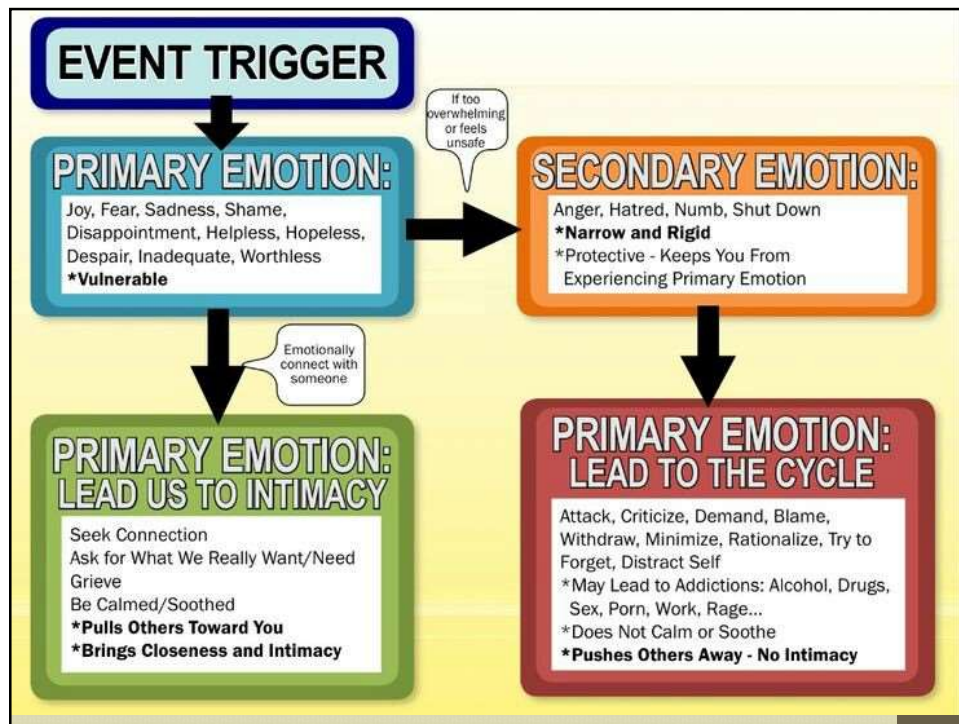 EVENT TRIGGER
If too
overwhelming
or feels
unsafe
PRIMARY EMOTION:
Joy, Fear, Sadness, Shame,
Disappointment, Helpless, Hopeless,
Despair, Inadequate, Worthless
*Vulnerable
SECONDARY EMOTION:
Anger, Hatred, Numb, Shut Down
*Narrow and Rigid
*Protective - Keeps You From
Experiencing Primary Emotion
Emotionally
connect with
someone
PRIMARY EMOTION:
LEAD US TO INTIMACY
Seek Connection
Ask for What We Really Want/Need
Grieve
Be Calmed/Soothed
*Pulls Others Toward You
*Brings Closeness and Intimacy
PRIMARY EMOTION:
LEAD TO THE CYCLE
Attack, Criticize, Demand, Blame,
Withdraw, Minimize, Rationalize, Try to
Forget, Distract Self
*May Lead to Addictions: Alcohol, Drugs,
Sex, Porn, Work, Rage...
*Does Not Calm or Soothe
*Pushes Others Away - No Intimacy